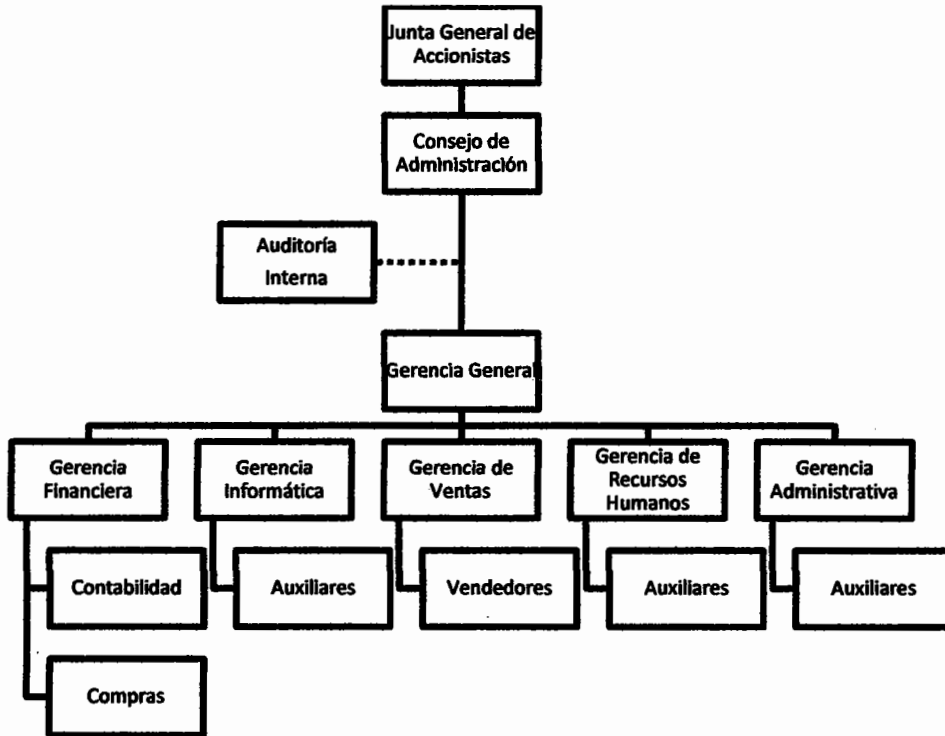 Junta General de
Accionistas
Consejo de
Administración
Auditoría
Interna
Gerencia General
Gerencia
Financiera
Gerencia
Informática
Gerencia de
Ventas
Gerencia de
Recursos
Humanos
Gerencia
Administrativa
Contabilidad
Auxiliares
Vendedores
Auxiliares
Auxiliares
Compras